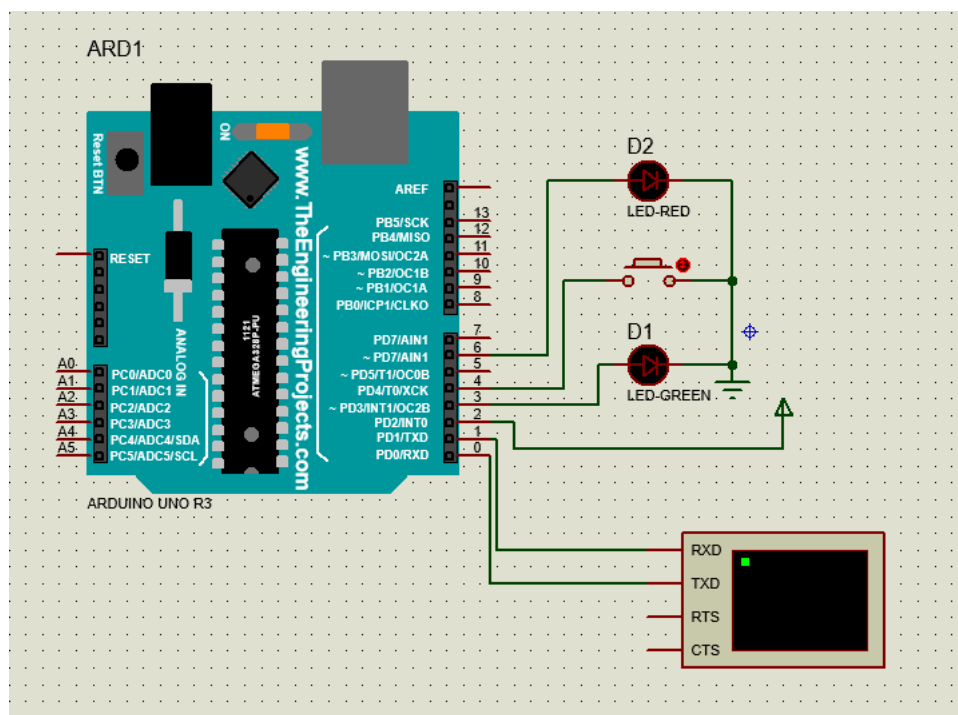 ARD1
Reset BTN
ON
www.TheEngineeringProjects.com
AREF
PB5/SCK 13
PB4/MISO 12
~ PB3/MOSI/OC2A 11
~ PB2/OC1B 10
~ PB1/OC1A 9
PB0/ICP1/CLKO 8
RESET
1121
ATMEGA328P-PU
ANALOG IN
PD7/AIN1 7
~ PD7/AIN1 6
~ PD5/T1/OC0B 5
PD4/T0/XCK 4
~ PD3/INT1/OC2B 3
PD2/INT0 2
PD1/TXD 1
PD0/RXD 0
A0 PC0/ADC0
A1 PC1/ADC1
A2 PC2/ADC2
A3 PC3/ADC3
A4 PC4/ADC4/SDA
A5 PC5/ADC5/SCL
ARDUINO UNO R3
D2
LED-RED
D1
LED-GREEN
RXD
TXD
RTS
CTS